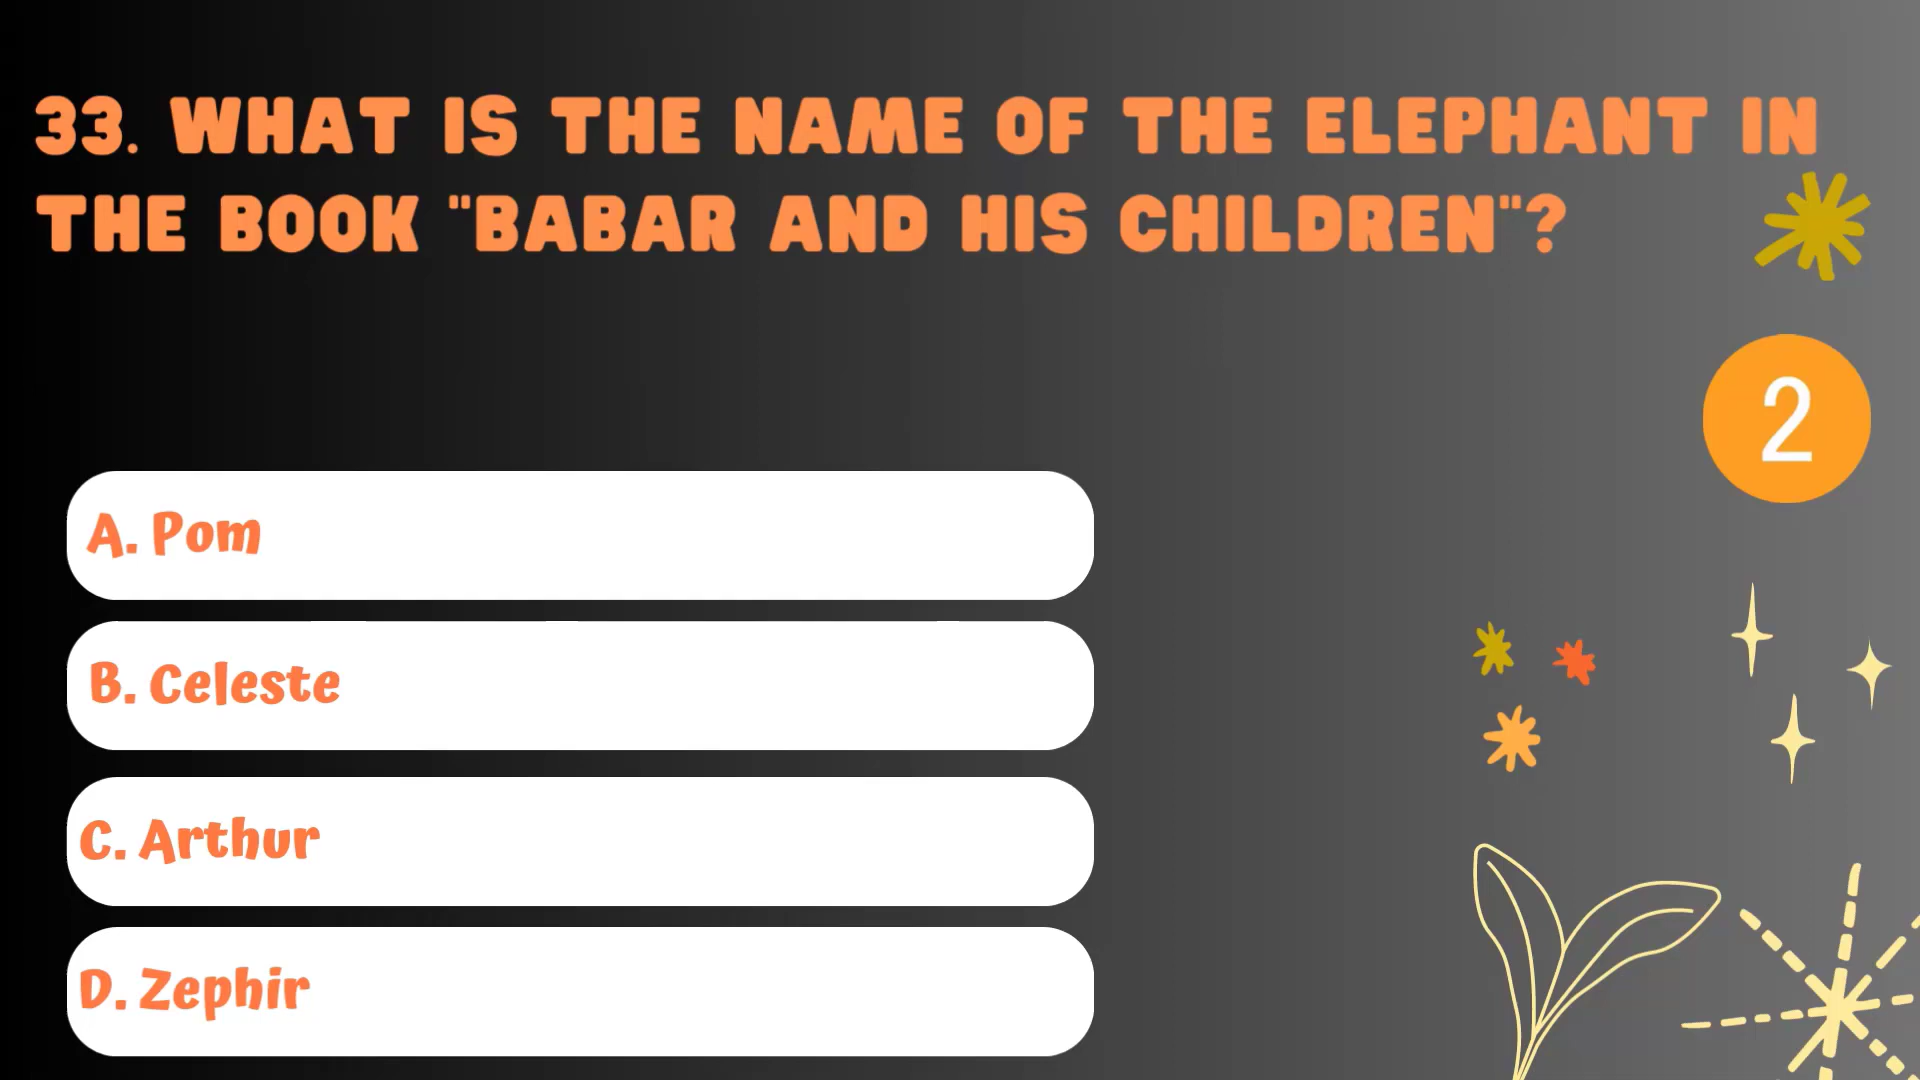 33. WHAT IS THE NAME OF THE ELEPHANT IN
THE BOOK "BABAR AND HIS CHILDREN"?
2
A. Pom
B. Celeste
C. Arthur
D. Zephir